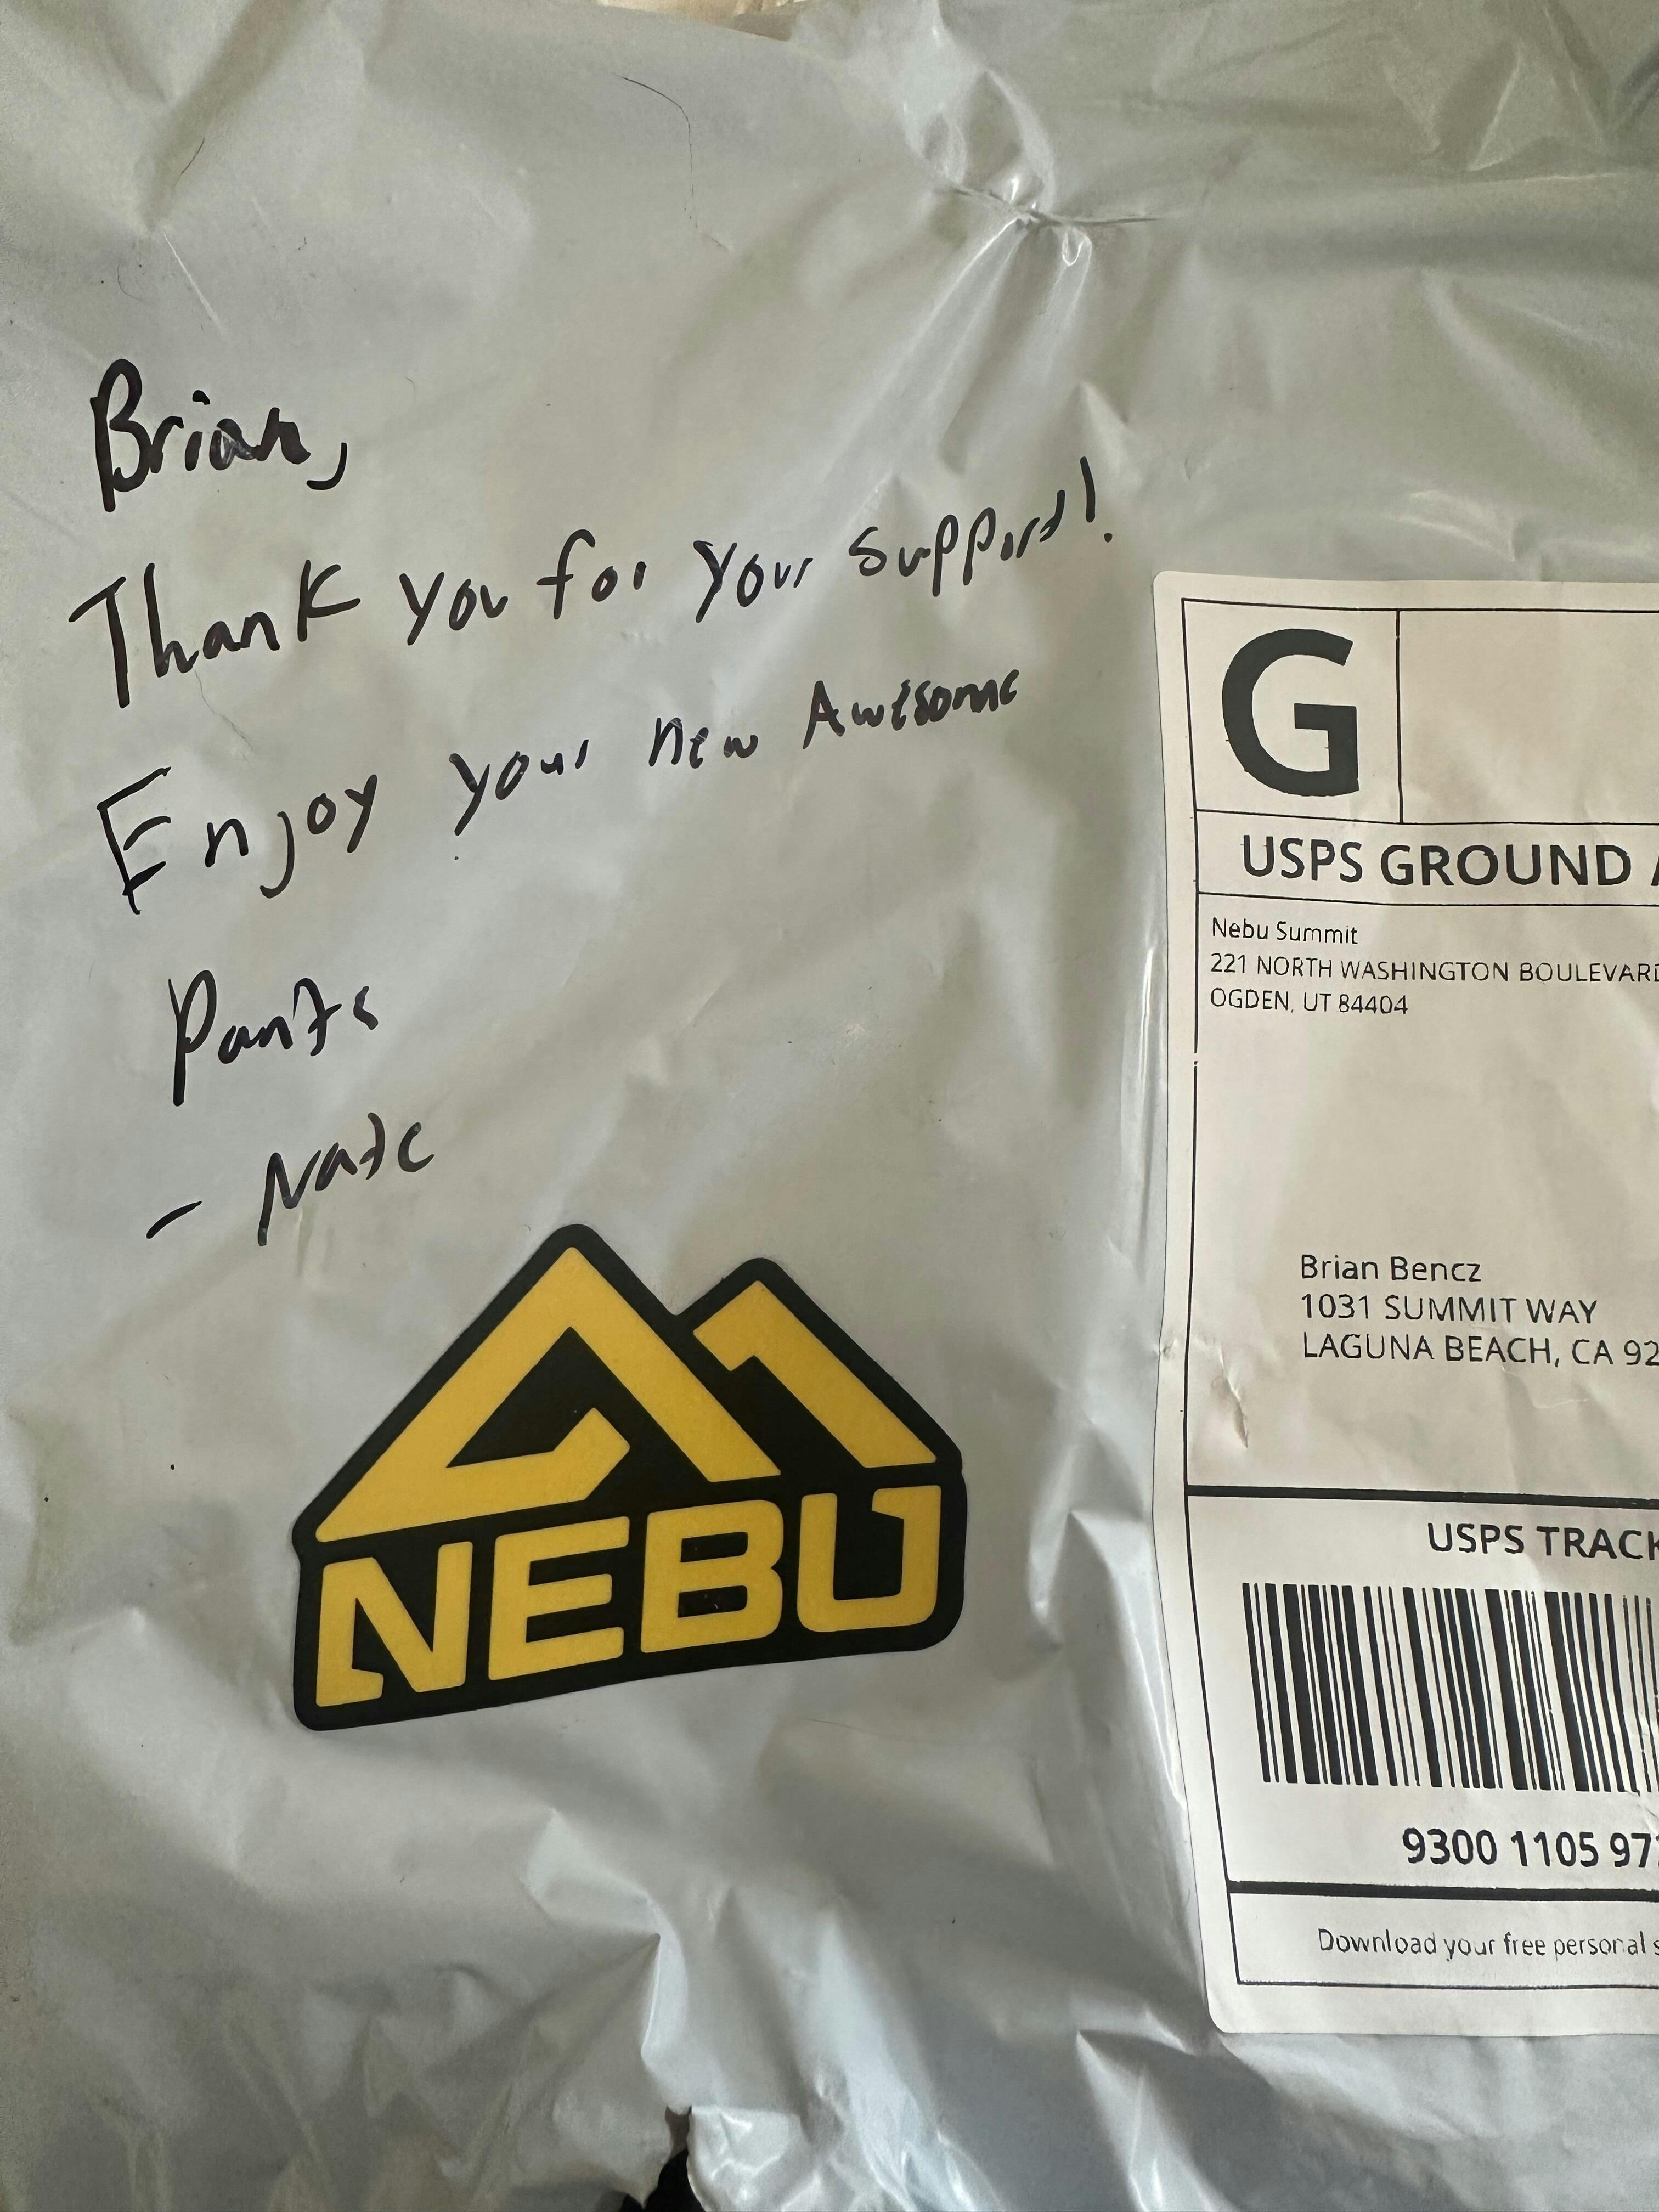 Brian,
Thank you for your support!
Enjoy your new Awesome
Pants
- Nate
NEBU
G
USPS GROUND
Nebu Summit
221 NORTH WASHINGTON BOULEVARD
OGDEN, UT 84404
Brian Bencz
1031 SUMMIT WAY
LAGUNA BEACH, CA 92
USPS TRACK
9300 1105 97
Download your free personal s